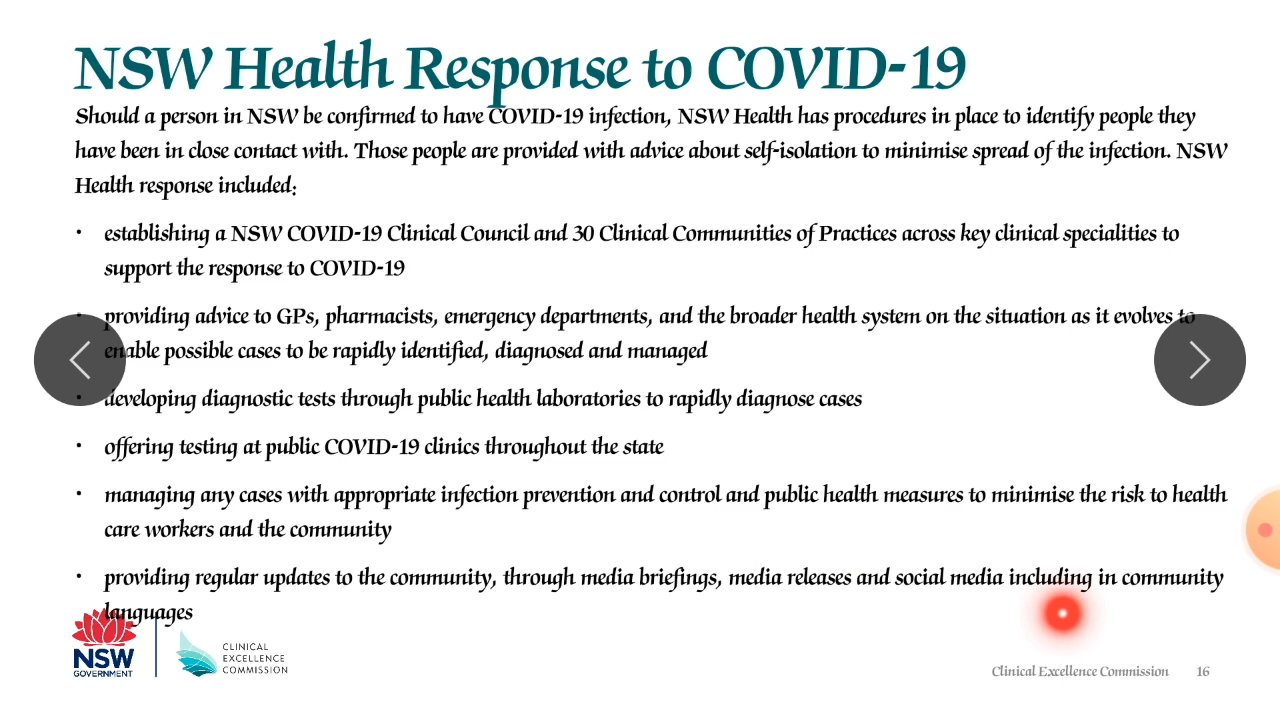 NSW Health Response to COVID-19
Should a person in NSW be confirmed to have COVID-19 infection, NSW Health has procedures in place to identify people they
have been in close contact with. Those people are provided with advice about self-isolation to minimise spread of the infection. NSW
Health response included:
• establishing a NSW COVID-19 Clinical Council and 30 Clinical Communities of Practices across key clinical specialities to
support the response to COVID-19
• providing advice to GPs, pharmacists, emergency departments, and the broader health system on the situation as it evolves to
enable possible cases to be rapidly identified, diagnosed and managed
• developing diagnostic tests through public health laboratories to rapidly diagnose cases
• offering testing at public COVID-19 clinics throughout the state
• managing any cases with appropriate infection prevention and control and public health measures to minimise the risk to health
care workers and the community
• providing regular updates to the community, through media briefings, media releases and social media including in community
languages
NSW
GOVERNMENT
CLINICAL
EXCELLENCE
COMMISSION
Clinical Excellence Commission 16